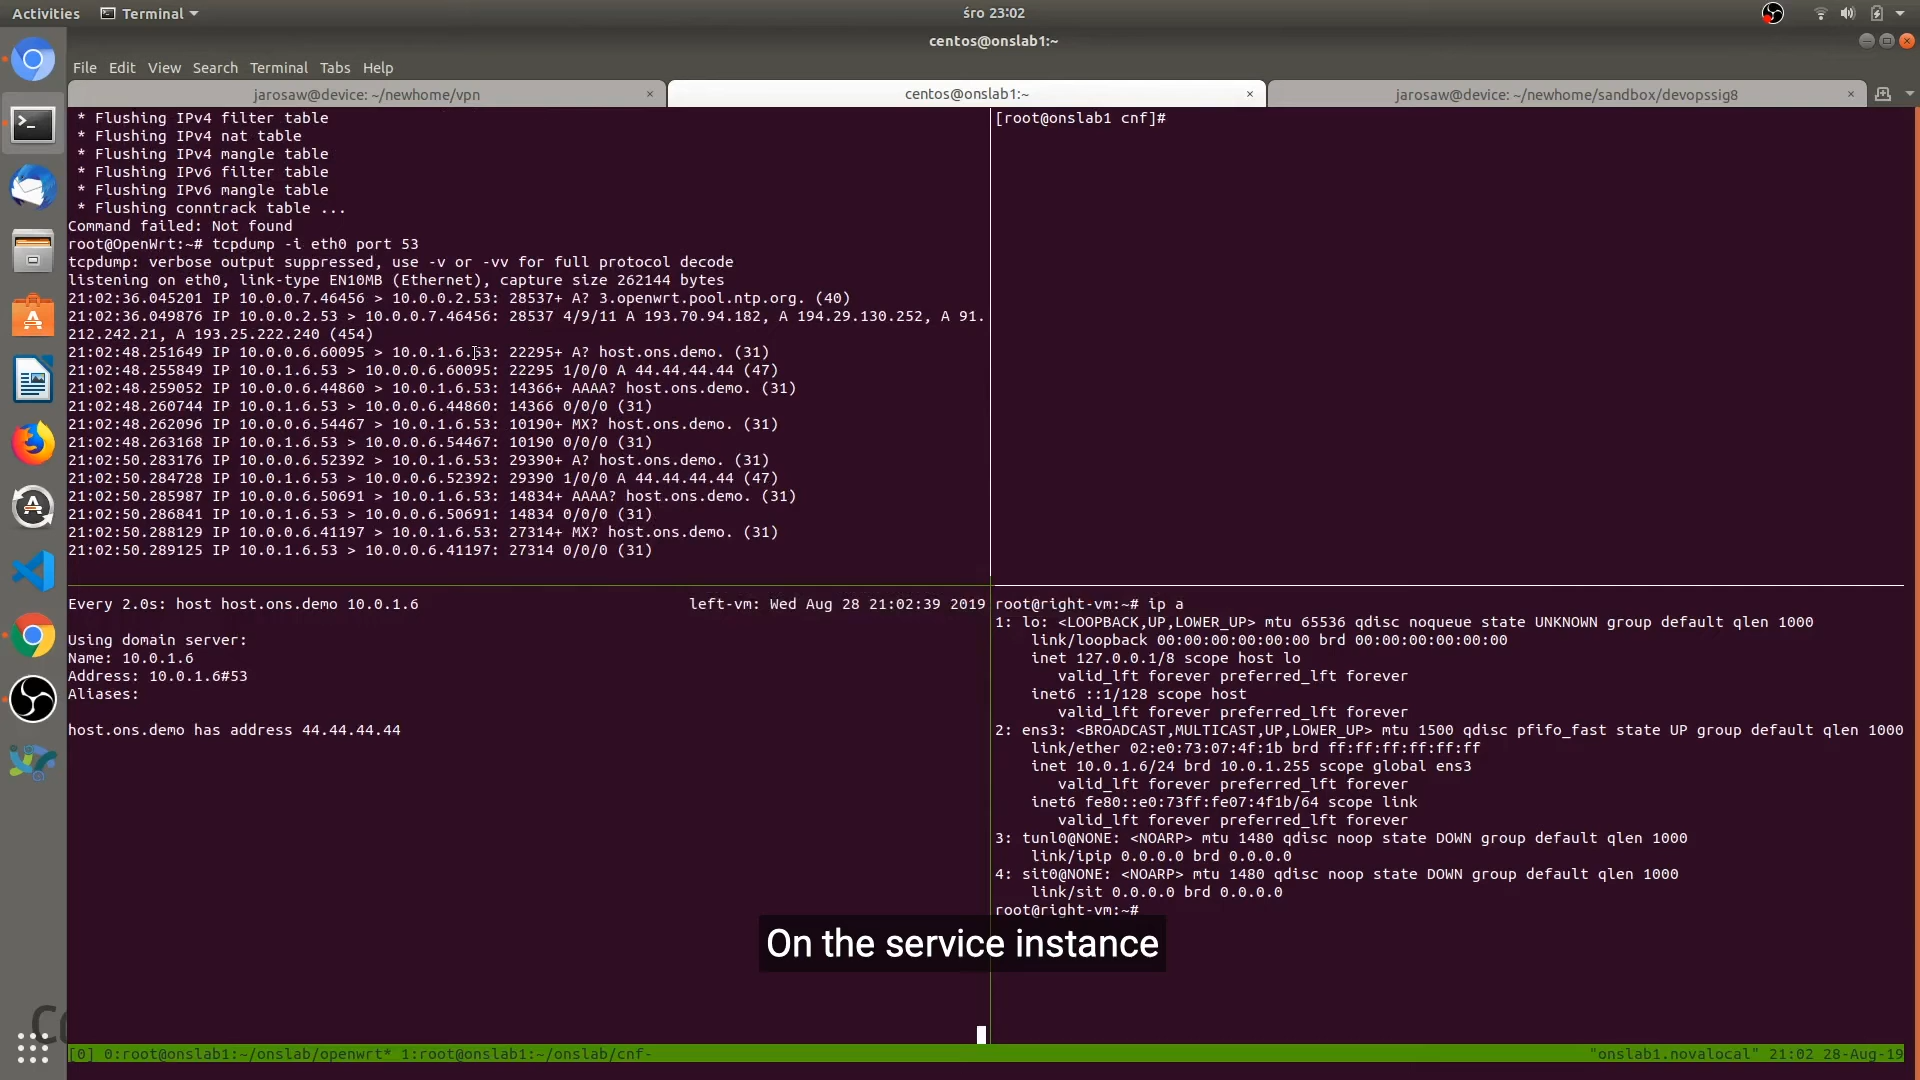 Activities Terminal śro 23:02
centos@onslab1:~
File Edit View Search Terminal Tabs Help
jarosaw@device: ~/newhome/vpn × centos@onslab1:~ × jarosaw@device: ~/newhome/sandbox/devopssig8 ×
* Flushing IPv4 filter table
* Flushing IPv4 nat table
* Flushing IPv4 mangle table
* Flushing IPv6 filter table
* Flushing IPv6 mangle table
* Flushing conntrack table ...
Command failed: Not found
root@OpenWrt:~# tcpdump -i eth0 port 53
tcpdump: verbose output suppressed, use -v or -vv for full protocol decode
listening on eth0, link-type EN10MB (Ethernet), capture size 262144 bytes
21:02:36.045201 IP 10.0.0.7.46456 > 10.0.0.2.53: 28537+ A? 3.openwrt.pool.ntp.org. (40)
21:02:36.049876 IP 10.0.0.2.53 > 10.0.0.7.46456: 28537 4/9/11 A 193.70.94.182, A 194.29.130.252, A 91.
212.242.21, A 193.25.222.240 (454)
21:02:48.251649 IP 10.0.0.6.60095 > 10.0.1.6.53: 22295+ A? host.ons.demo. (31)
21:02:48.255849 IP 10.0.1.6.53 > 10.0.0.6.60095: 22295 1/0/0 A 44.44.44.44 (47)
21:02:48.259052 IP 10.0.0.6.44860 > 10.0.1.6.53: 14366+ AAAA? host.ons.demo. (31)
21:02:48.260744 IP 10.0.1.6.53 > 10.0.0.6.44860: 14366 0/0/0 (31)
21:02:48.262096 IP 10.0.0.6.54467 > 10.0.1.6.53: 10190+ MX? host.ons.demo. (31)
21:02:48.263168 IP 10.0.1.6.53 > 10.0.0.6.54467: 10190 0/0/0 (31)
21:02:50.283176 IP 10.0.0.6.52392 > 10.0.1.6.53: 29390+ A? host.ons.demo. (31)
21:02:50.284728 IP 10.0.1.6.53 > 10.0.0.6.52392: 29390 1/0/0 A 44.44.44.44 (47)
21:02:50.285987 IP 10.0.0.6.50691 > 10.0.1.6.53: 14834+ AAAA? host.ons.demo. (31)
21:02:50.286841 IP 10.0.1.6.53 > 10.0.0.6.50691: 14834 0/0/0 (31)
21:02:50.288129 IP 10.0.0.6.41197 > 10.0.1.6.53: 27314+ MX? host.ons.demo. (31)
21:02:50.289125 IP 10.0.1.6.53 > 10.0.0.6.41197: 27314 0/0/0 (31)
[root@onslab1 cnf]#
Every 2.0s: host host.ons.demo 10.0.1.6 left-vm: Wed Aug 28 21:02:39 2019
Using domain server:
Name: 10.0.1.6
Address: 10.0.1.6#53
Aliases:
host.ons.demo has address 44.44.44.44
root@right-vm:~# ip a
1: lo: <LOOPBACK,UP,LOWER_UP> mtu 65536 qdisc noqueue state UNKNOWN group default qlen 1000
link/loopback 00:00:00:00:00:00 brd 00:00:00:00:00:00
inet 127.0.0.1/8 scope host lo
valid_lft forever preferred_lft forever
inet6 ::1/128 scope host
valid_lft forever preferred_lft forever
2: ens3: <BROADCAST,MULTICAST,UP,LOWER_UP> mtu 1500 qdisc pfifo_fast state UP group default qlen 1000
link/ether 02:e0:73:07:4f:1b brd ff:ff:ff:ff:ff:ff
inet 10.0.1.6/24 brd 10.0.1.255 scope global ens3
valid_lft forever preferred_lft forever
inet6 fe80::e0:73ff:fe07:4f1b/64 scope link
valid_lft forever preferred_lft forever
3: tunl0@NONE: <NOARP> mtu 1480 qdisc noop state DOWN group default qlen 1000
link/ipip 0.0.0.0 brd 0.0.0.0
4: sit0@NONE: <NOARP> mtu 1480 qdisc noop state DOWN group default qlen 1000
link/sit 0.0.0.0 brd 0.0.0.0
root@right-vm:~#
On the service instance
[0] 0:root@onslab1:~/onslab/openwrt* 1:root@onslab1:~/onslab/cnf- "onslab1.novalocal" 21:02 28-Aug-19